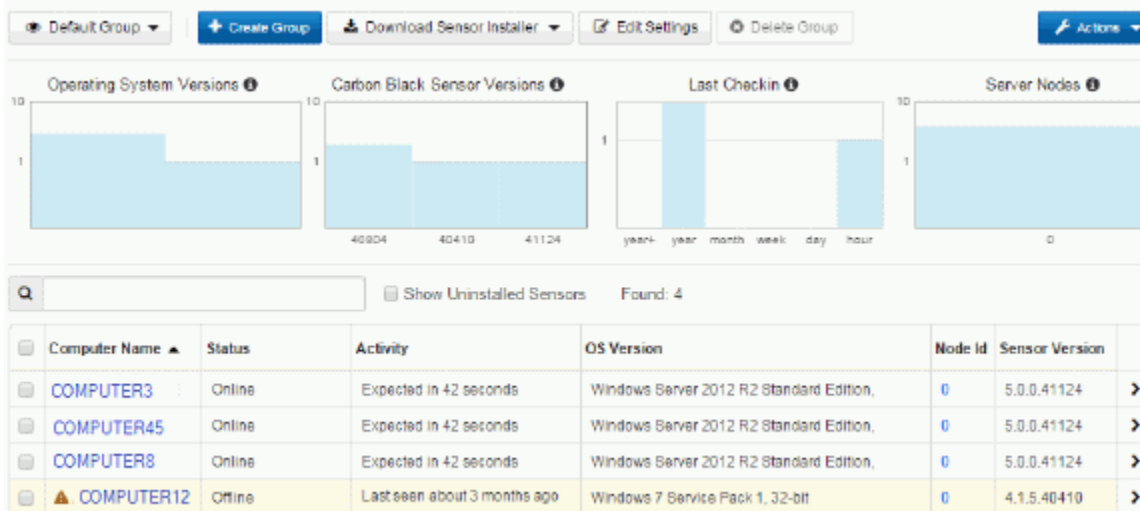 Default Group
Create Group
Download Sensor Installer
Edit Settings
Delete Group
Actions
Operating System Versions
Carbon Black Sensor Versions
Last Checkin
Server Nodes
10
1
10
1
40804 40410 41124
1
year+ year month week day hour
10
1
0
Show Uninstalled Sensors
Found: 4
Computer Name Status Activity OS Version Node Id Sensor Version
COMPUTER3 Online Expected in 42 seconds Windows Server 2012 R2 Standard Edition, 0 5.0.0.41124
COMPUTER45 Online Expected in 42 seconds Windows Server 2012 R2 Standard Edition, 0 5.0.0.41124
COMPUTER8 Online Expected in 42 seconds Windows Server 2012 R2 Standard Edition, 0 5.0.0.41124
COMPUTER12 Offline Last seen about 3 months ago Windows 7 Service Pack 1, 32-bit 0 4.1.5.40410